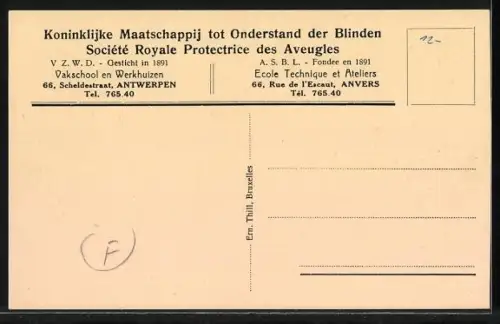 Koninklijke Maatschappij tot Onderstand der Blinden
Société Royale Protectrice des Aveugles
V Z. W. D. - Gesticht in 1891
Vakschool en Werkhuizen
66, Scheldestraat, ANTWERPEN
Tel. 765.40
A. S. B. L. - Fondee en 1891
Ecole Technique et Ateliers
66, Rue de l'Escaut, ANVERS
Tél. 765.40
12-
Ern. Thill, Bruxelles
F